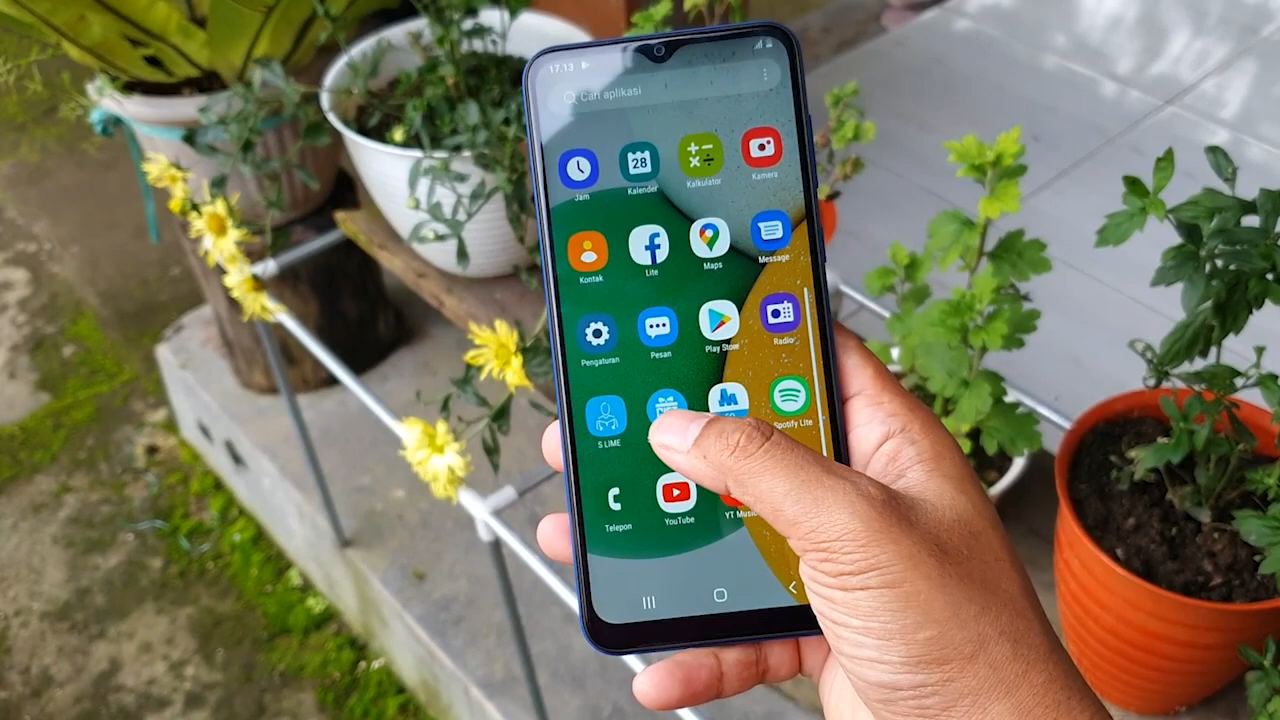 17.13
Cari aplikasi
28
Jam
Kalender
Kalkulator
Kamera
Kontak
Lite
Maps
Message
Pengaturan
Pesan
Play Store
Radio
S LIME
Spotify Lite
Telepon
YouTube
YT Music